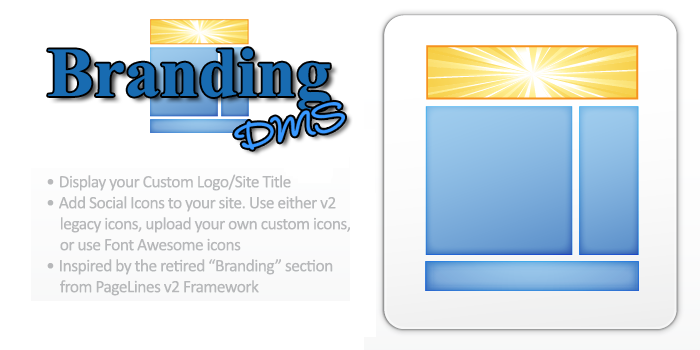 Branding
DMS
• Display your Custom Logo/Site Title
• Add Social Icons to your site. Use either v2
legacy icons, upload your own custom icons,
or use Font Awesome icons
• Inspired by the retired “Branding” section
from PageLines v2 Framework